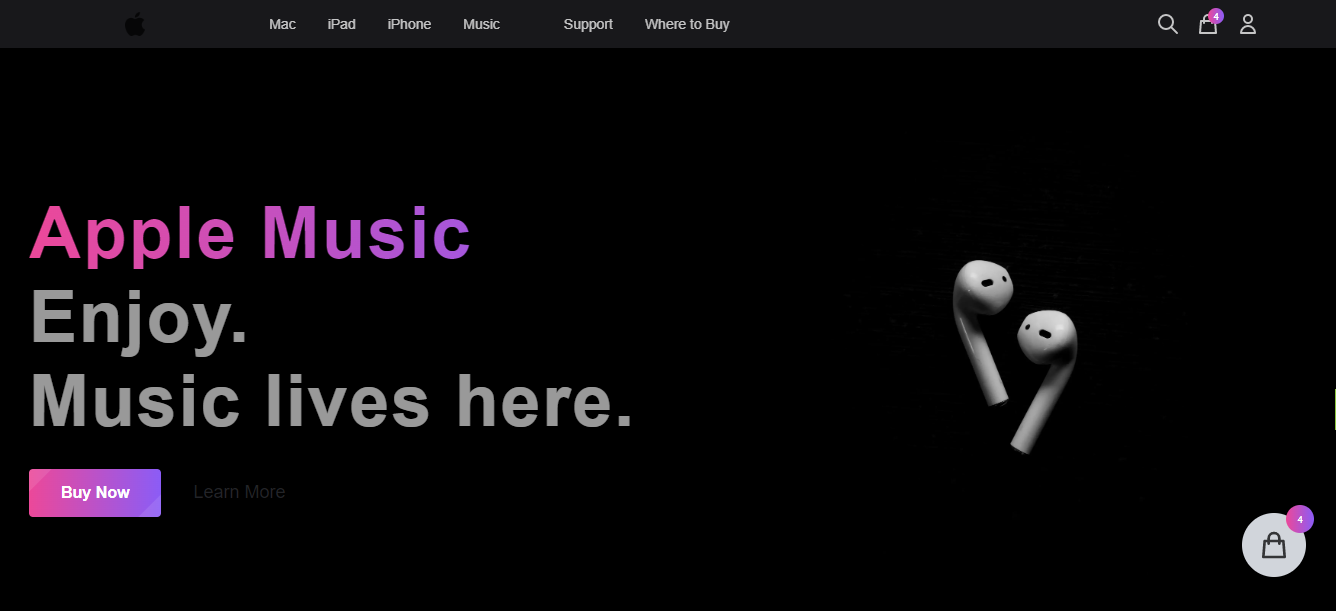 Mac iPad iPhone Music Support Where to Buy 4
Apple Music
Enjoy.
Music lives here.
Buy Now Learn More
4